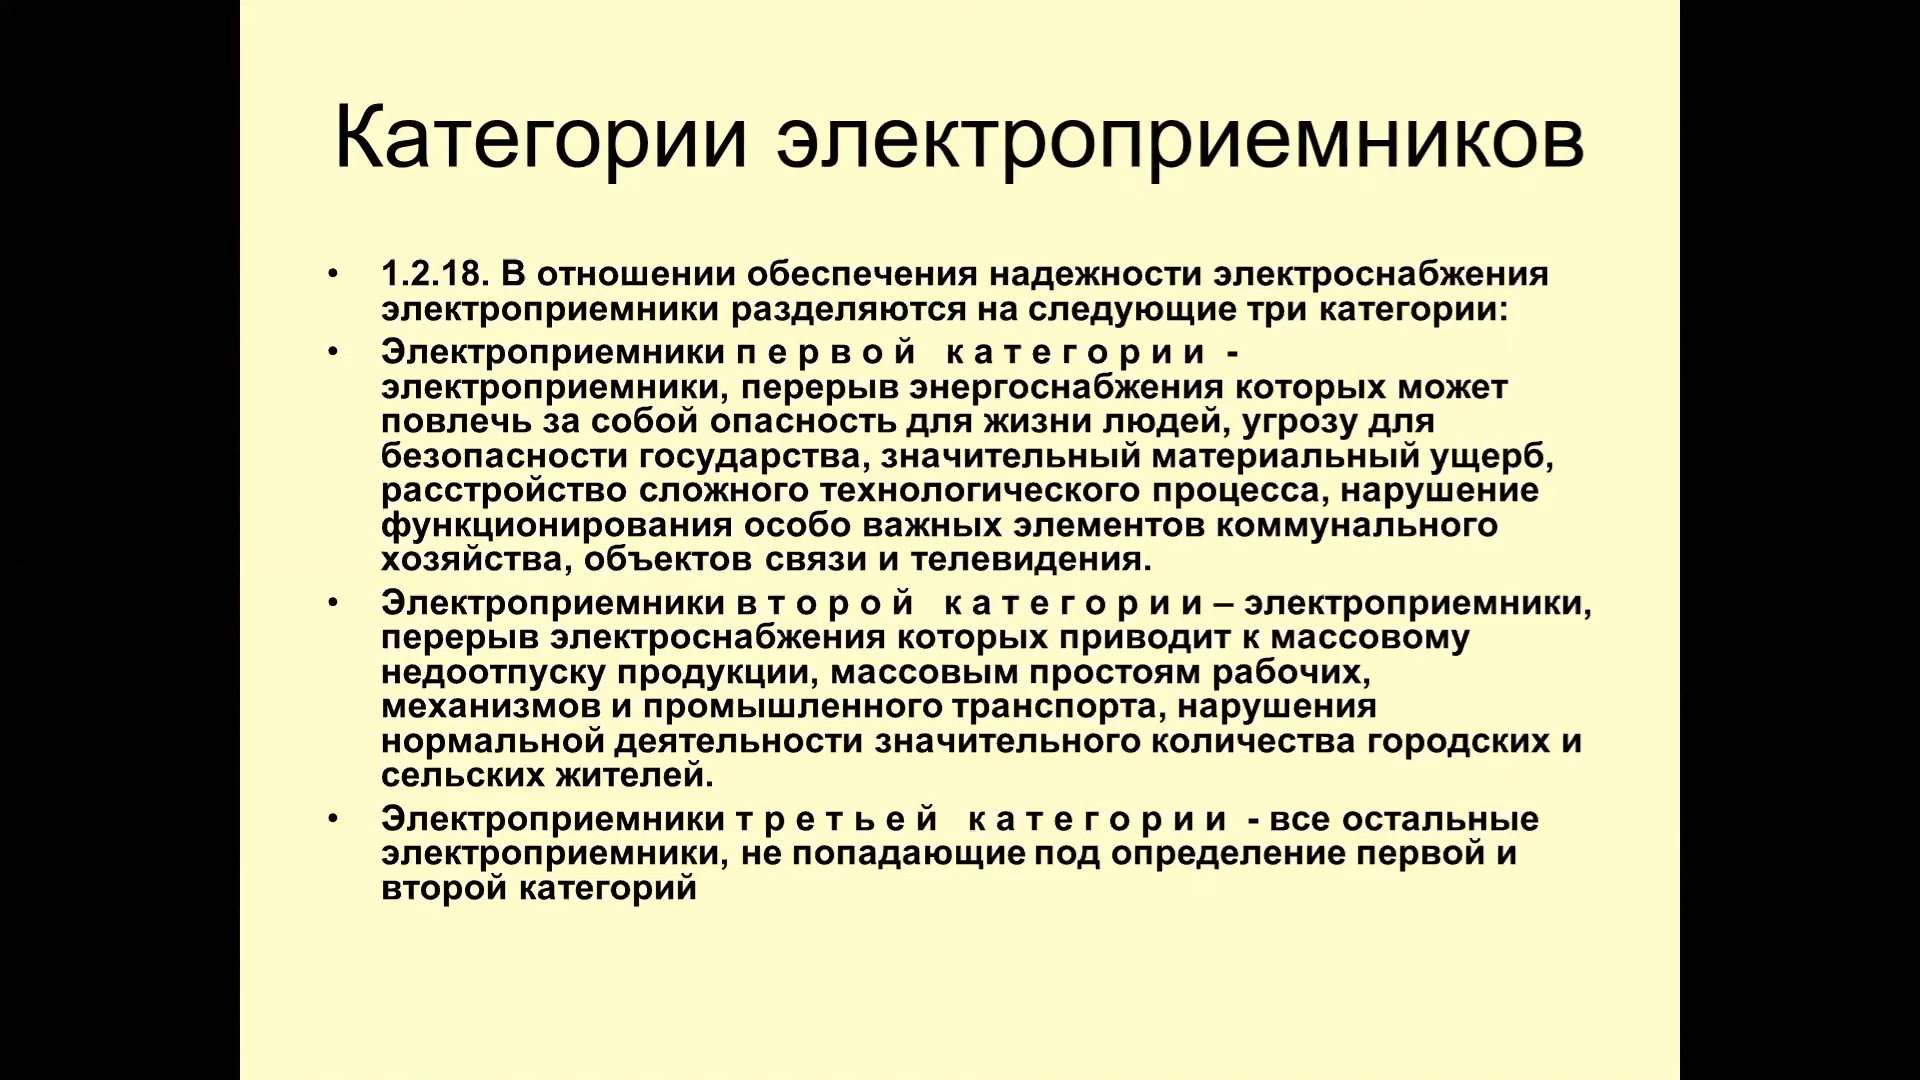 Категории электроприемников
• 1.2.18. В отношении обеспечения надежности электроснабжения
электроприемники разделяются на следующие три категории:
• Электроприемники п е р в о й   к а т е г о р и и  -
электроприемники, перерыв энергоснабжения которых может
повлечь за собой опасность для жизни людей, угрозу для
безопасности государства, значительный материальный ущерб,
расстройство сложного технологического процесса, нарушение
функционирования особо важных элементов коммунального
хозяйства, объектов связи и телевидения.
• Электроприемники в т о р о й   к а т е г о р и и – электроприемники,
перерыв электроснабжения которых приводит к массовому
недоотпуску продукции, массовым простоям рабочих,
механизмов и промышленного транспорта, нарушения
нормальной деятельности значительного количества городских и
сельских жителей.
• Электроприемники т р е т ь е й   к а т е г о р и и  - все остальные
электроприемники, не попадающие под определение первой и
второй категорий